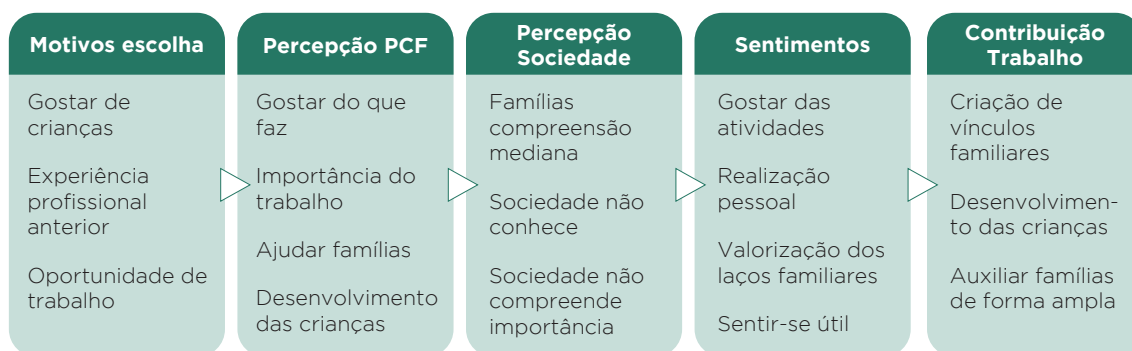 Motivos escolha
Gostar de
crianças
Experiência
profissional
anterior
Oportunidade de
trabalho
Percepção PCF
Gostar do que
faz
Importância do
trabalho
Ajudar famílias
Desenvolvimento
das crianças
Percepção
Sociedade
Famílias
compreensão
mediana
Sociedade não
conhece
Sociedade não
compreende
importância
Sentimentos
Gostar das
atividades
Realização
pessoal
Valorização dos
laços familiares
Sentir-se útil
Contribuição
Trabalho
Criação de
vínculos
familiares
Desenvolvimen-
to das crianças
Auxiliar famílias
de forma ampla